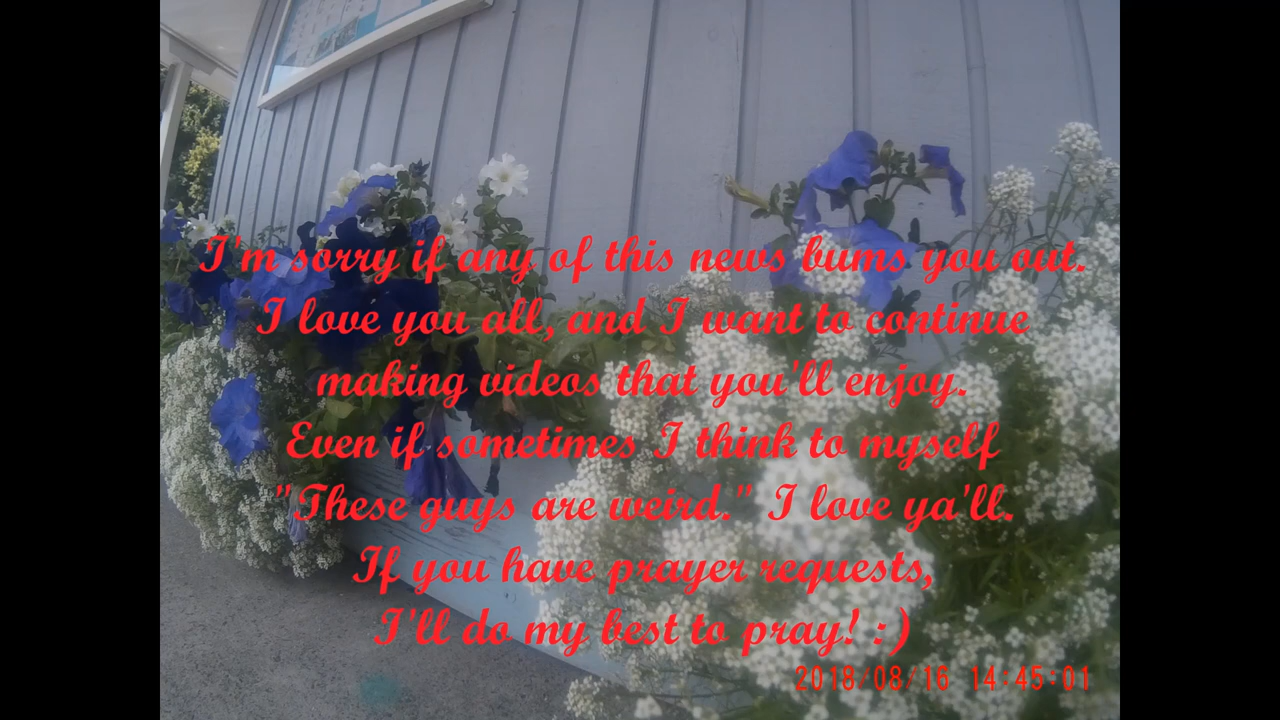 I'm sorry if any of this news bums you out.
I love you all, and I want to continue
making videos that you'll enjoy.
Even if sometimes I think to myself
"These guys are weird." I love ya'll.
If you have prayer requests,
I'll do my best to pray! :)
2018/08/16 14:45:01